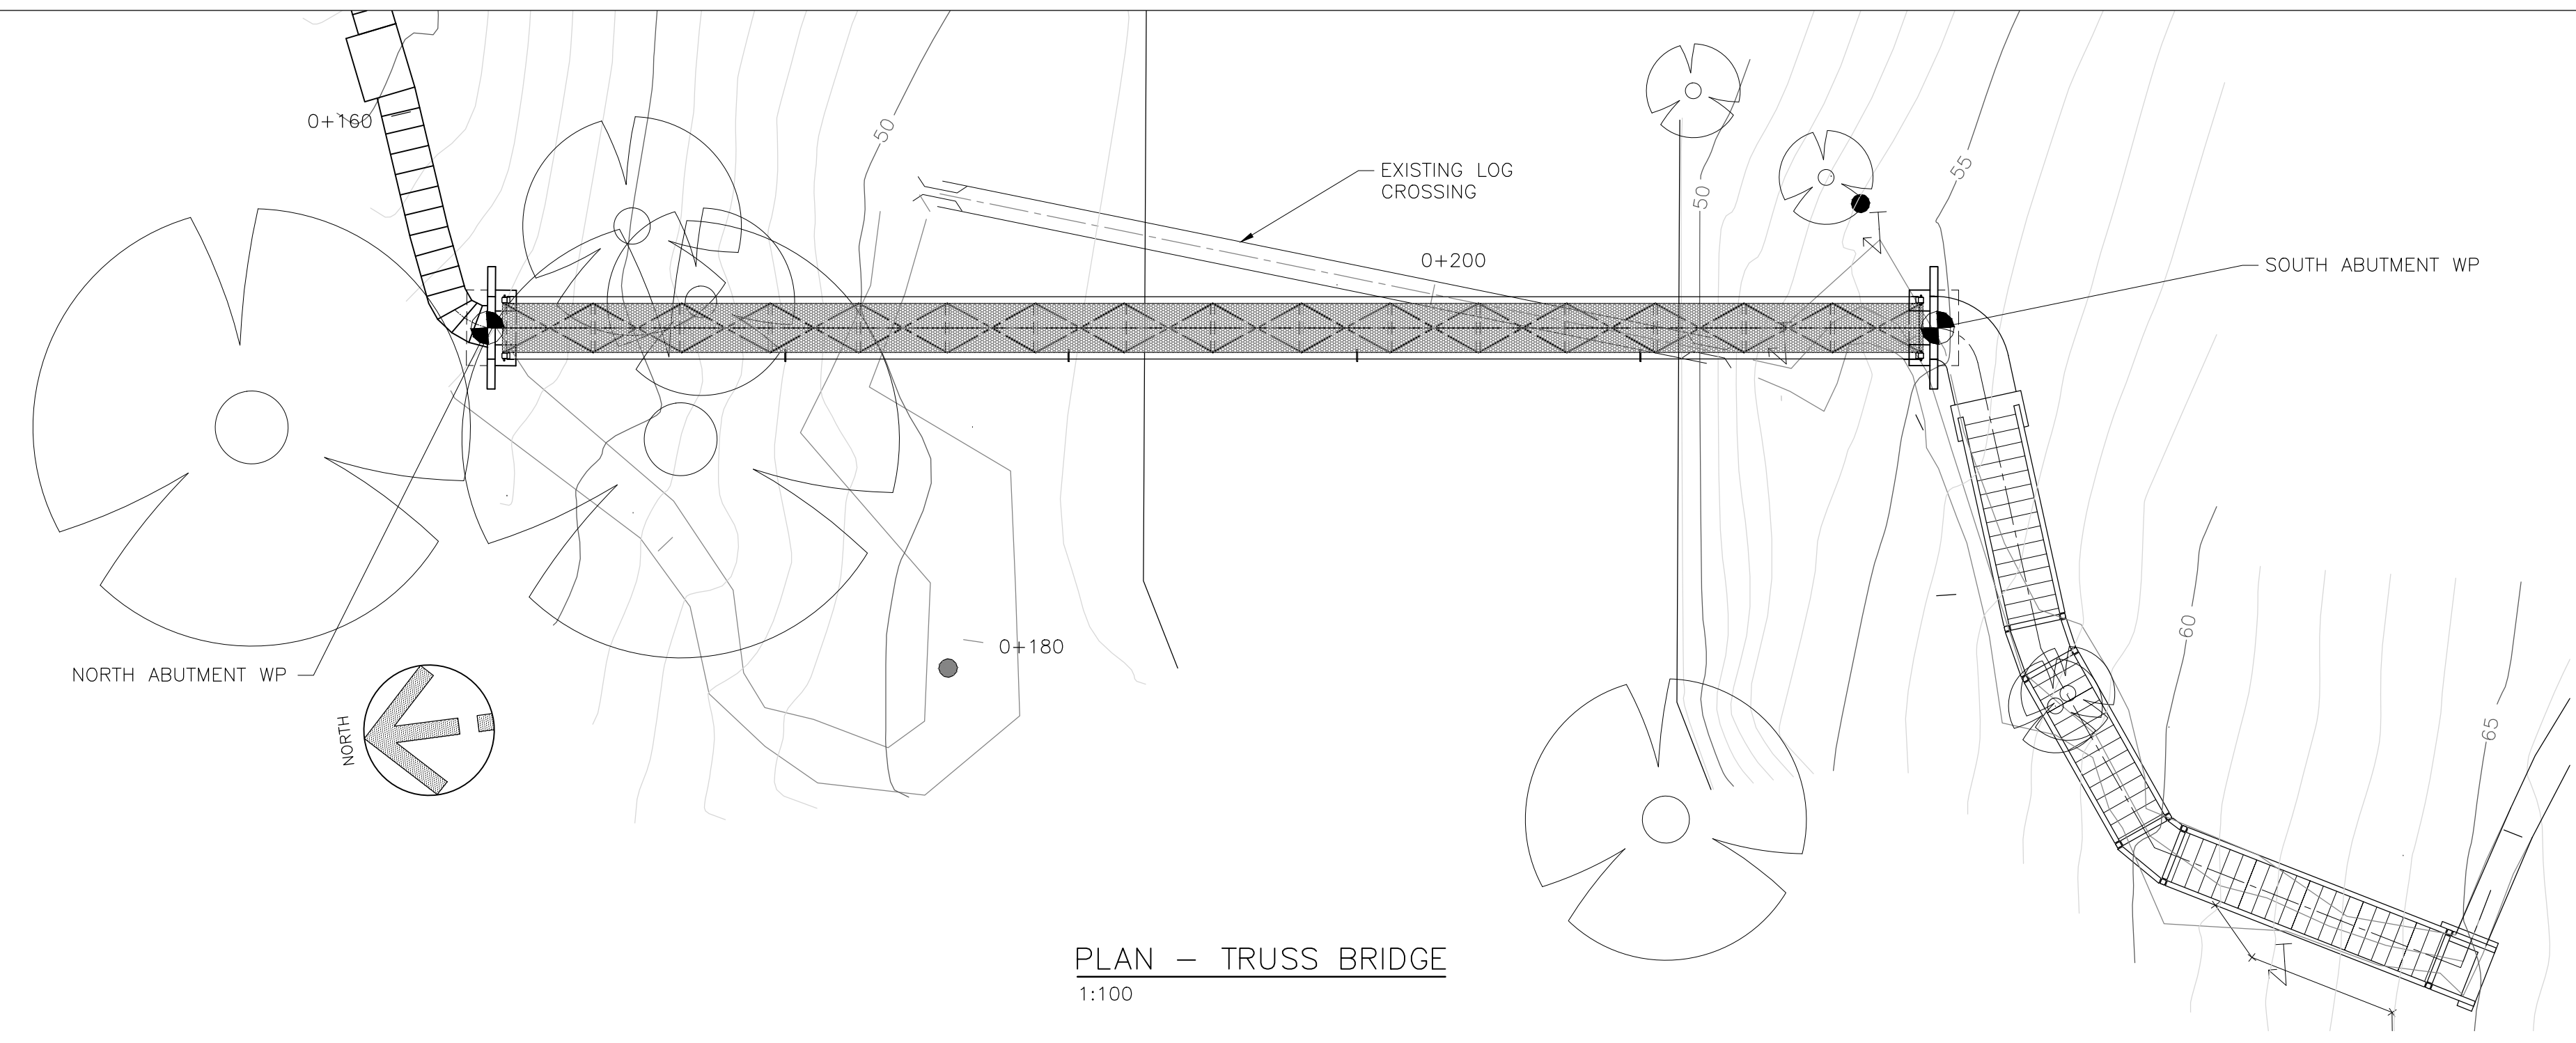 0+160
50
EXISTING LOG
CROSSING
50
55
0+200
SOUTH ABUTMENT WP
60
0+180
NORTH ABUTMENT WP
NORTH
65
PLAN – TRUSS BRIDGE
1:100